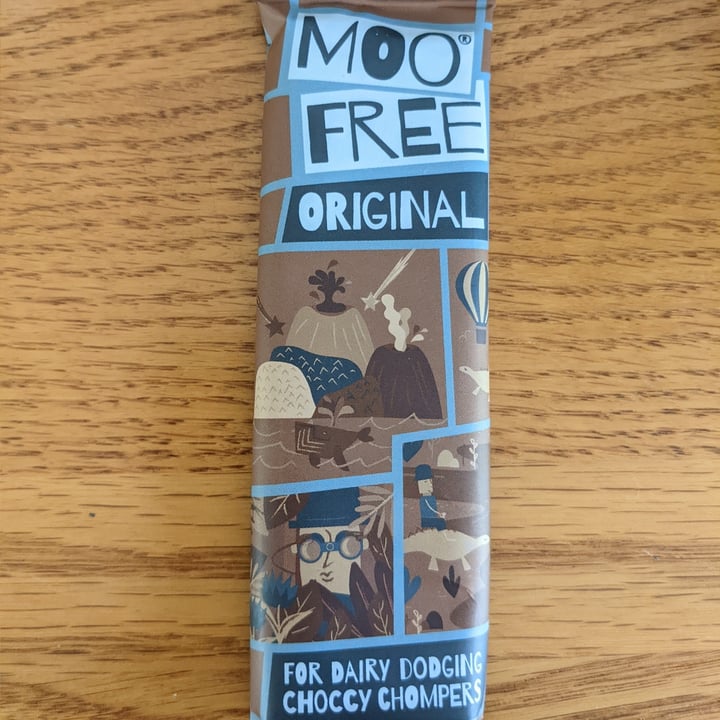 MOO®
FREE
ORIGINAL
FOR DAIRY DODGING
CHOCCY CHOMPERS